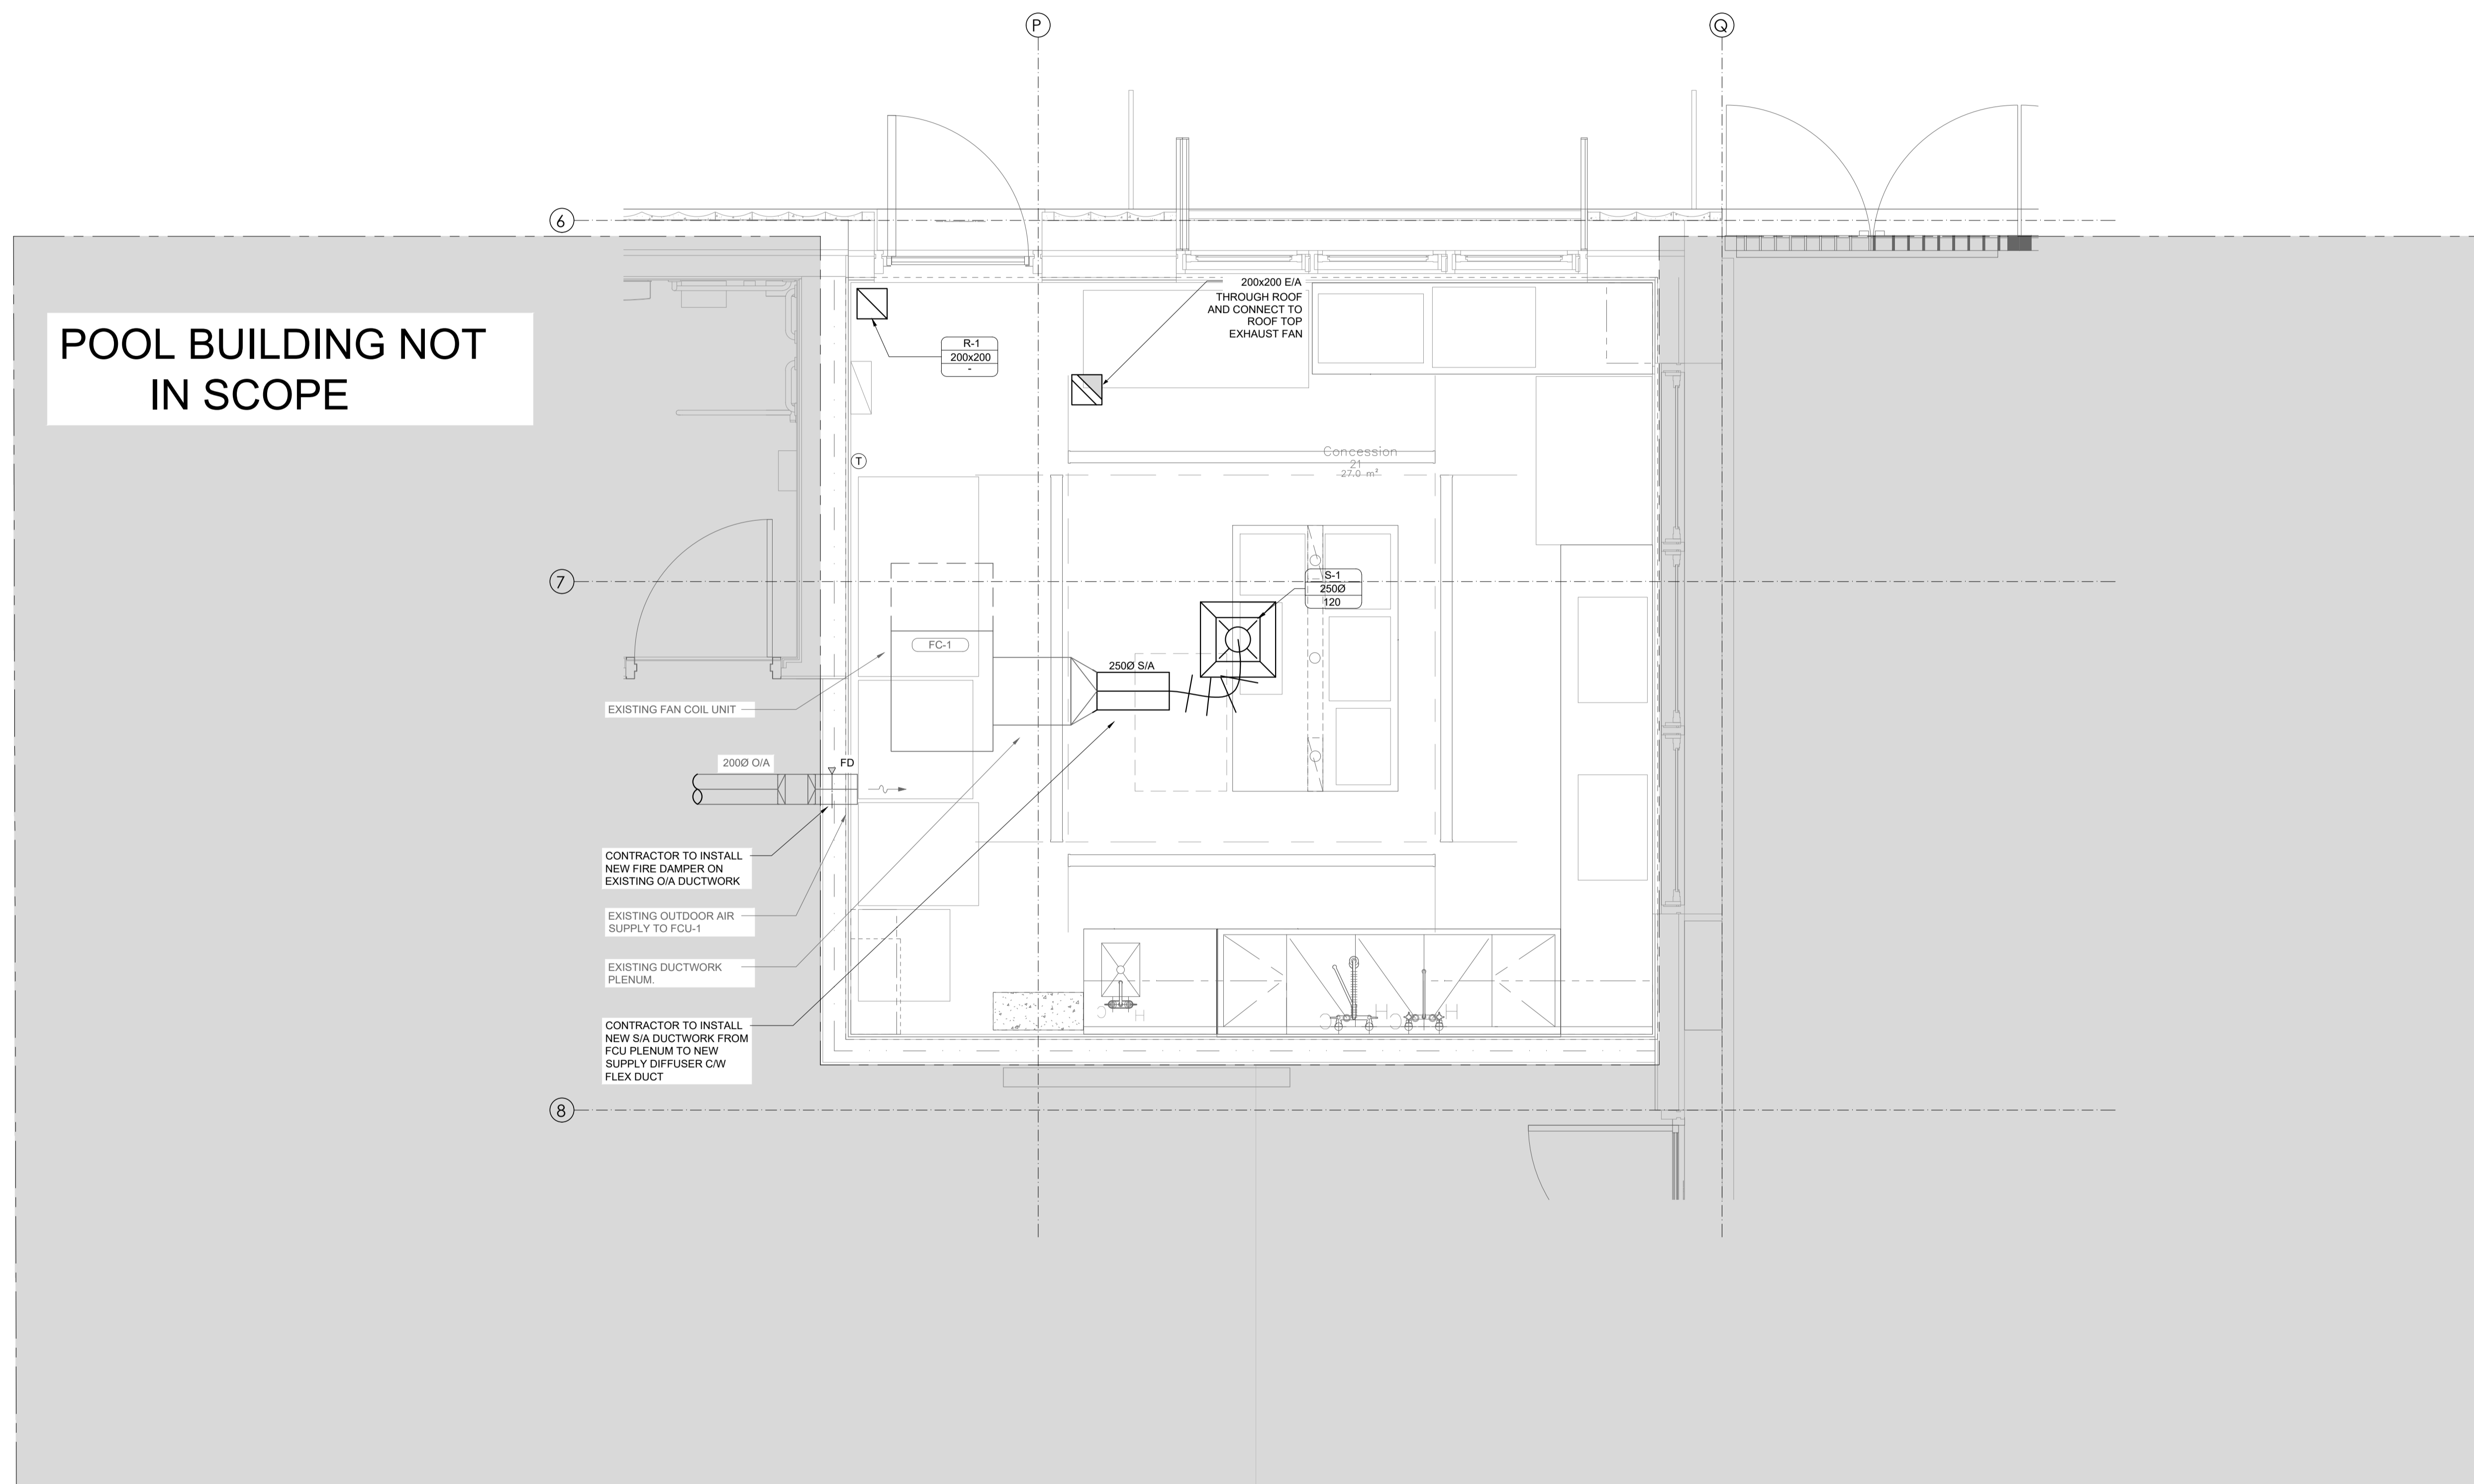 P
Q
6
POOL BUILDING NOT
IN SCOPE
200x200 E/A
THROUGH ROOF
AND CONNECT TO
ROOF TOP
EXHAUST FAN
R-1
200x200
-
Concession
21
27.0 m²
T
7
S-1
250Ø
120
FC-1
250Ø S/A
EXISTING FAN COIL UNIT
200Ø O/A
FD
CONTRACTOR TO INSTALL
NEW FIRE DAMPER ON
EXISTING O/A DUCTWORK
EXISTING OUTDOOR AIR
SUPPLY TO FCU-1
EXISTING DUCTWORK
PLENUM.
CONTRACTOR TO INSTALL
NEW S/A DUCTWORK FROM
FCU PLENUM TO NEW
SUPPLY DIFFUSER C/W
FLEX DUCT
C H
C H C H
8